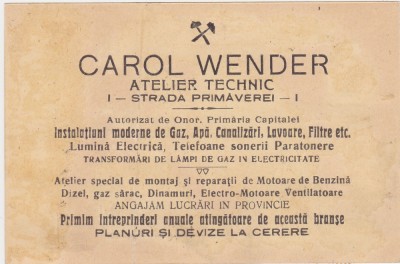 CAROL WENDER
ATELIER TECHNIC
1 — STRADA PRIMĂVEREI — 1
Autorizat de Onor. Primăria Capitalei
Instalațiuni moderne de Gaz, Apă, Canalizări, Lavoare, Filtre etc.
Lumină Electrică, Telefoane sonerii Paratonere
TRANSFORMĂRI DE LĂMPI DE GAZ IN ELECTRICITATE
Atelier special de montaj și reparații de Motoare de Benzină
Dizel, gaz sărac, Dinamuri, Electro-Motoare Ventilatoare
ANGAJAM LUCRĂRI IN PROVINCIE
Primim intreprinderi anuale atingătoare de această branșe
PLANURI ȘI DEVIZE LA CERERE